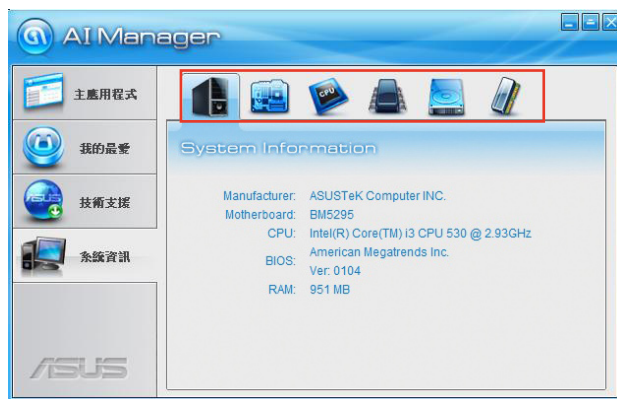 AI Manager
主應用程式
我的最愛
技術支援
系統資訊
CPU
System Information
Manufacturer: ASUSTeK Computer INC.
Motherboard: BM5295
CPU: Intel(R) Core(TM) i3 CPU 530 @ 2.93GHz
BIOS: American Megatrends Inc.
Ver: 0104
RAM: 951 MB
ASUS